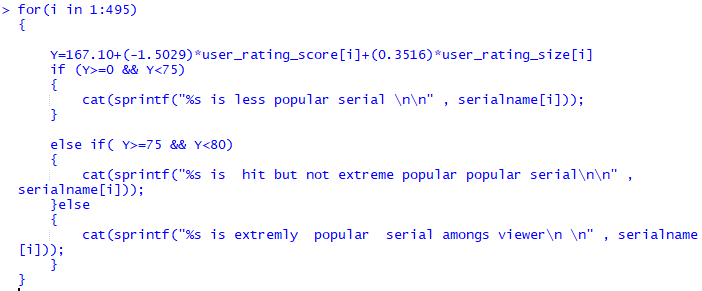 > for(i in 1:495)
{
Y=167.10+(-1.5029)*user_rating_score[i]+(0.3516)*user_rating_size[i]
if (Y>=0 && Y<75)
{
cat(sprintf("%s is less popular serial \n\n" , serialname[i]));
}
else if( Y>=75 && Y<80)
{
cat(sprintf("%s is  hit but not extreme popular popular serial\n\n" ,
serialname[i]));
}else
{
cat(sprintf("%s is extremly  popular  serial amongs viewer\n \n" , serialname
[i]));
}
}